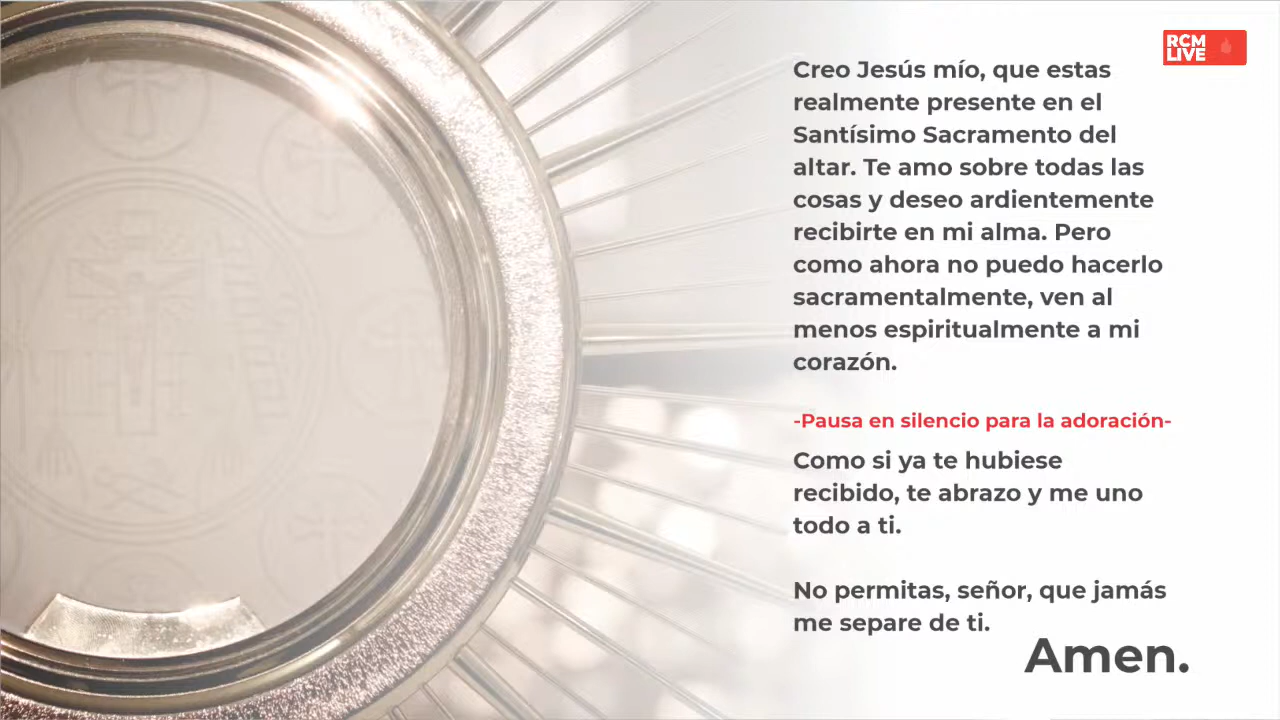 RCM
LIVE
Creo Jesús mío, que estas
realmente presente en el
Santísimo Sacramento del
altar. Te amo sobre todas las
cosas y deseo ardientemente
recibirte en mi alma. Pero
como ahora no puedo hacerlo
sacramentalmente, ven al
menos espiritualmente a mi
corazón.
-Pausa en silencio para la adoración-
Como si ya te hubiese
recibido, te abrazo y me uno
todo a ti.
No permitas, señor, que jamás
me separe de ti.
Amen.